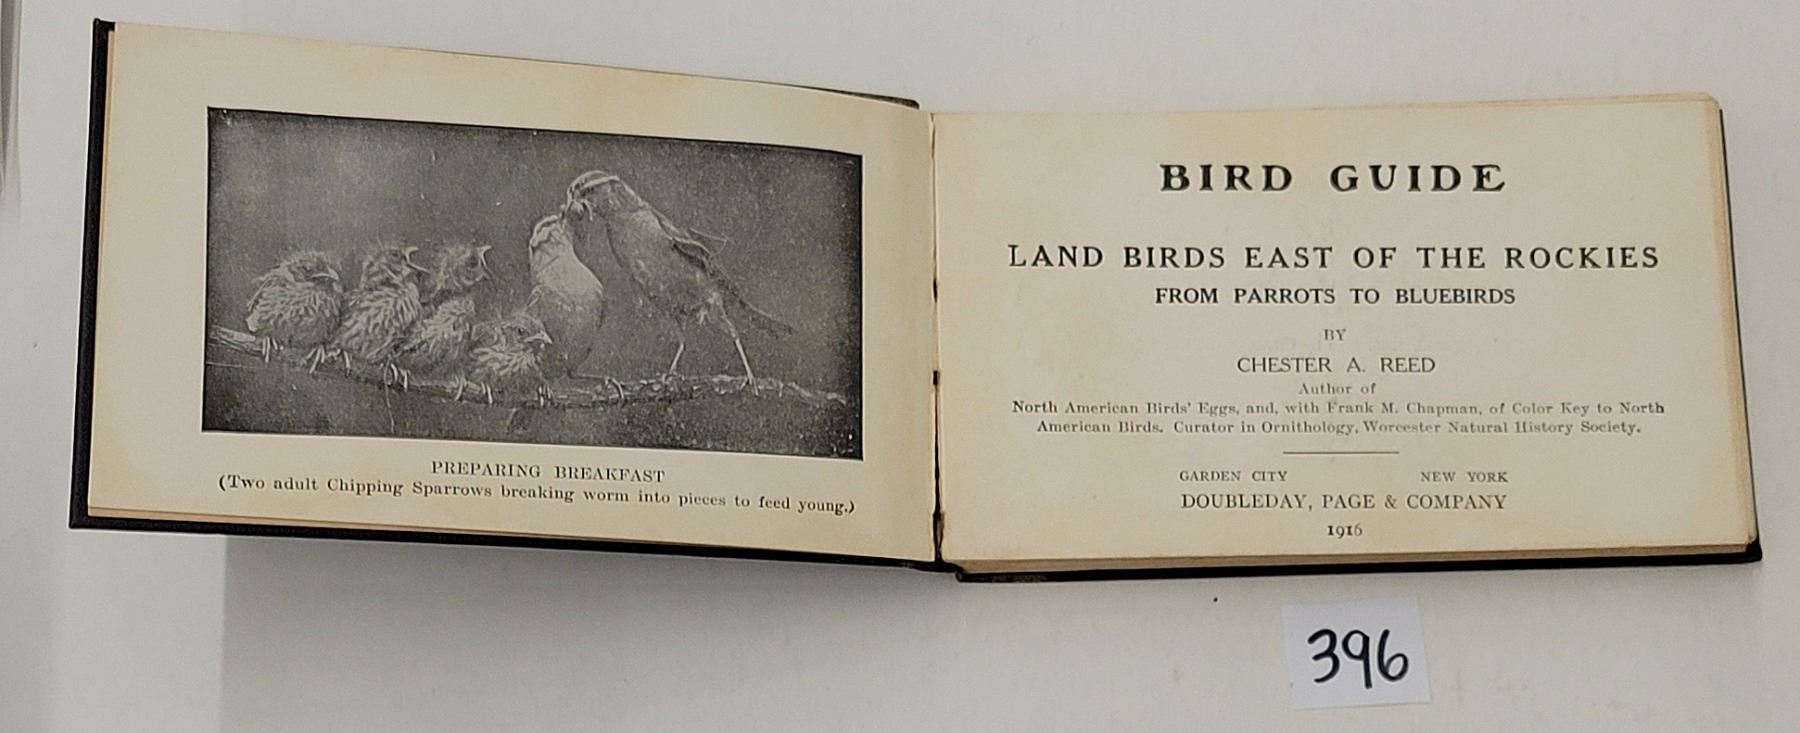 PREPARING BREAKFAST
(Two adult Chipping Sparrows breaking worm into pieces to feed young.)
BIRD GUIDE
LAND BIRDS EAST OF THE ROCKIES
FROM PARROTS TO BLUEBIRDS
BY
CHESTER A. REED
Author of
North American Birds' Eggs, and, with Frank M. Chapman, of Color Key to North
American Birds. Curator in Ornithology, Worcester Natural History Society.
GARDEN CITY NEW YORK
DOUBLEDAY, PAGE & COMPANY
1916
396